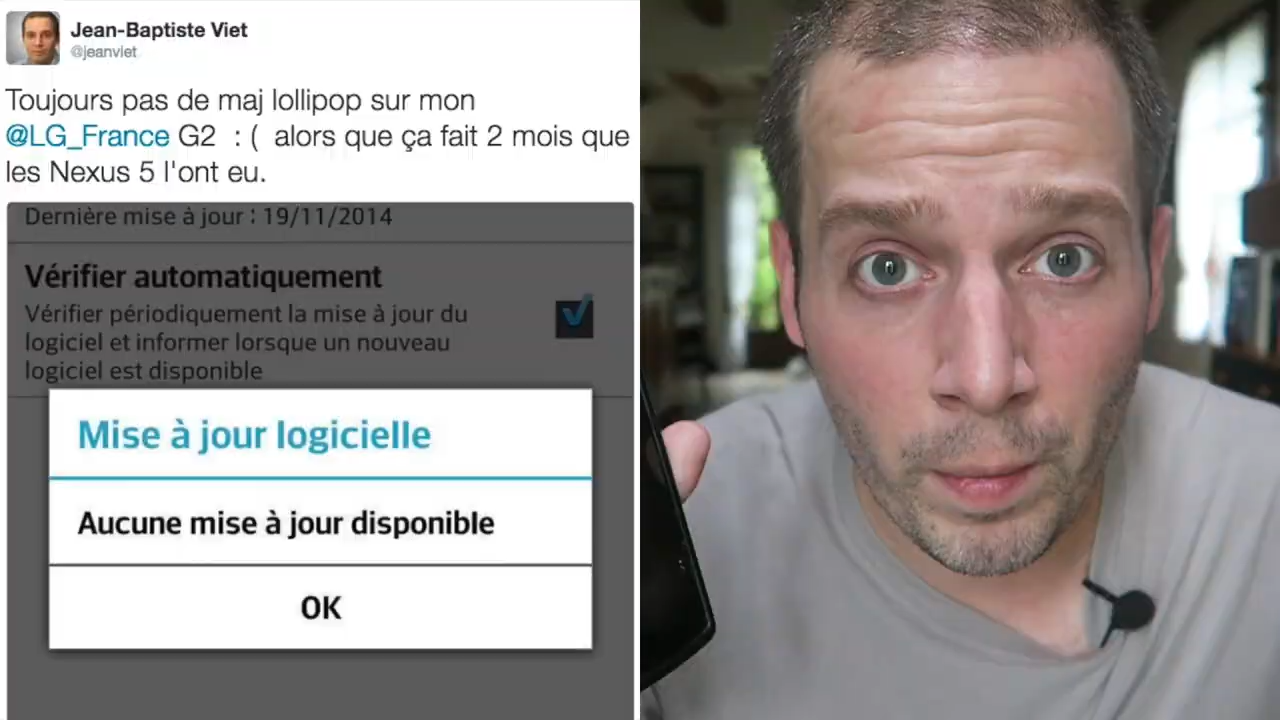 Jean-Baptiste Viet
@jeanviet
Toujours pas de maj lollipop sur mon
@LG_France G2 : ( alors que ça fait 2 mois que
les Nexus 5 l'ont eu.
Dernière mise à jour : 19/11/2014
Vérifier automatiquement
Vérifier périodiquement la mise à jour du
logiciel et informer lorsque un nouveau
logiciel est disponible
Mise à jour logicielle
Aucune mise à jour disponible
OK